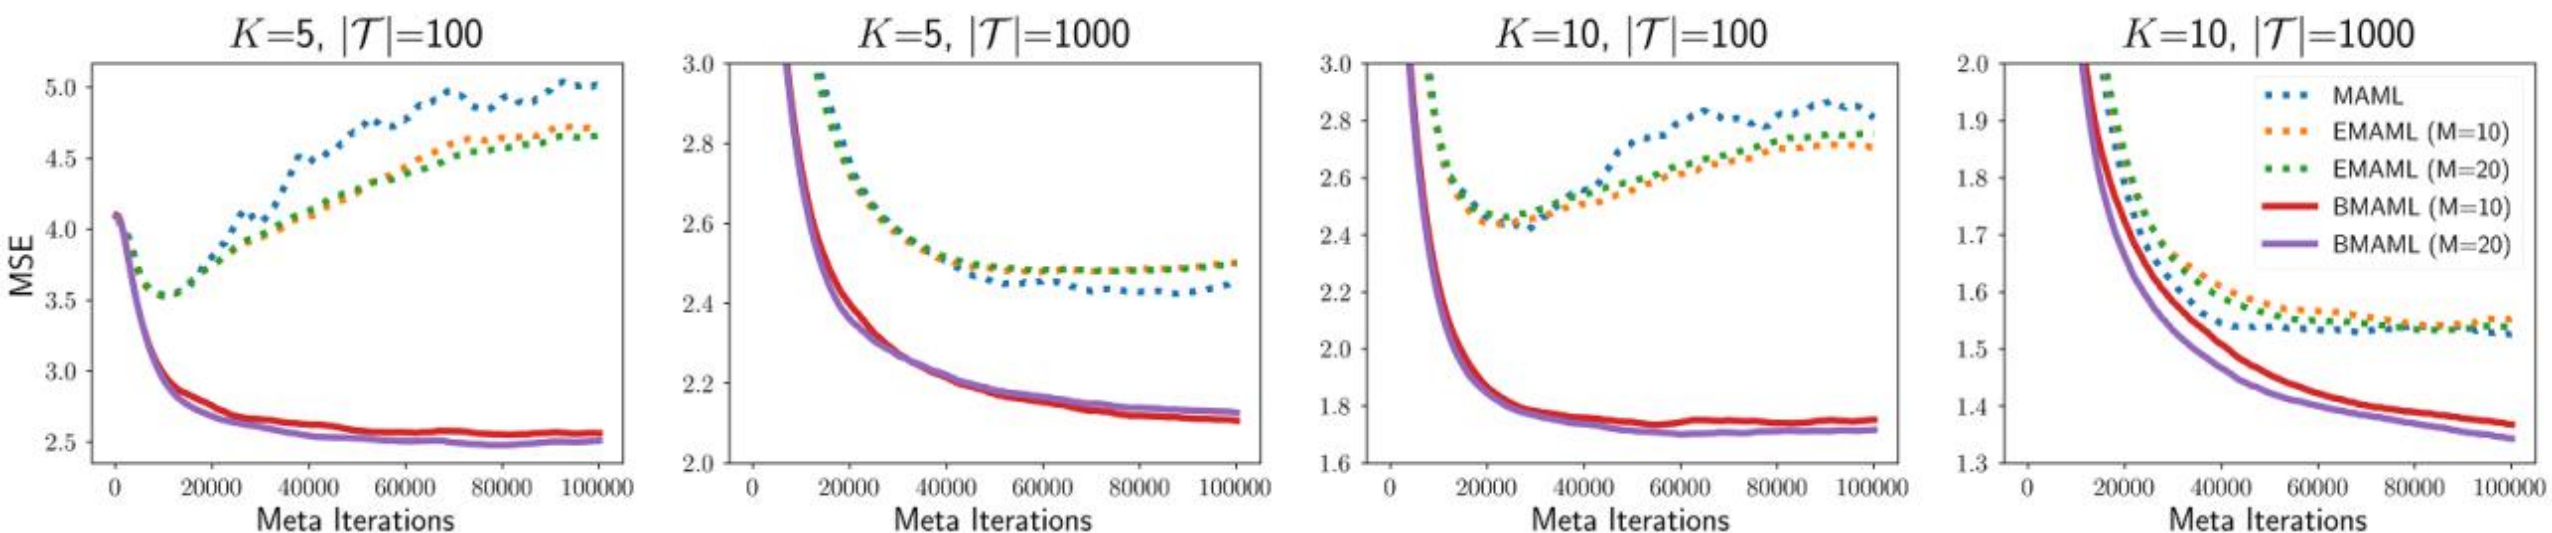 K=5, |𝒯|=100
MSE
5.0
4.5
4.0
3.5
3.0
2.5
0 20000 40000 60000 80000 100000
Meta Iterations
K=5, |𝒯|=1000
3.0
2.8
2.6
2.4
2.2
2.0
0 20000 40000 60000 80000 100000
Meta Iterations
K=10, |𝒯|=100
3.0
2.8
2.6
2.4
2.2
2.0
1.8
1.6
0 20000 40000 60000 80000 100000
Meta Iterations
K=10, |𝒯|=1000
2.0
1.9
1.8
1.7
1.6
1.5
1.4
1.3
MAML
EMAML (M=10)
EMAML (M=20)
BMAML (M=10)
BMAML (M=20)
0 20000 40000 60000 80000 100000
Meta Iterations